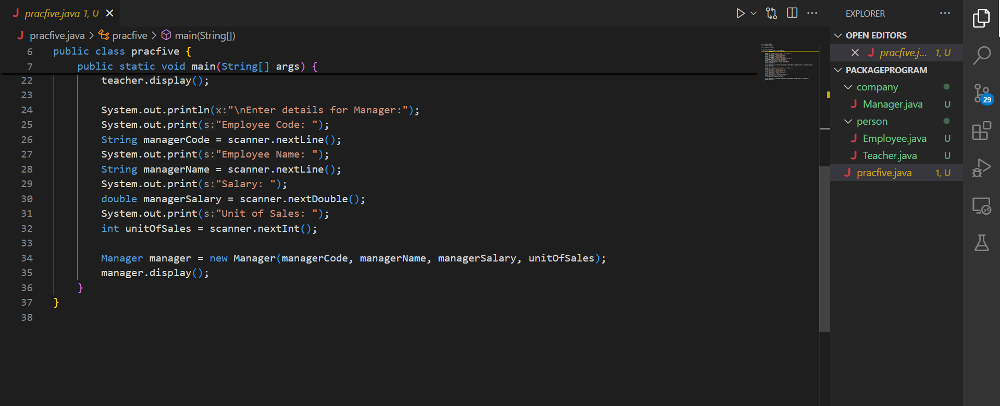 pracfive.java 1, U
pracfive.java > pracfive > main(String[])
6 public class pracfive {
7 public static void main(String[] args) {
22 teacher.display();
23
24 System.out.println(x:"\nEnter details for Manager:");
25 System.out.print(s:"Employee Code: ");
26 String managerCode = scanner.nextLine();
27 System.out.print(s:"Employee Name: ");
28 String managerName = scanner.nextLine();
29 System.out.print(s:"Salary: ");
30 double managerSalary = scanner.nextDouble();
31 System.out.print(s:"Unit of Sales: ");
32 int unitOfSales = scanner.nextInt();
33
34 Manager manager = new Manager(managerCode, managerName, managerSalary, unitOfSales);
35 manager.display();
36 }
37 }
38
EXPLORER
OPEN EDITORS
pracfive.j... 1, U
PACKAGEPROGRAM
company
Manager.java U
person
Employee.java U
Teacher.java U
pracfive.java 1, U
29